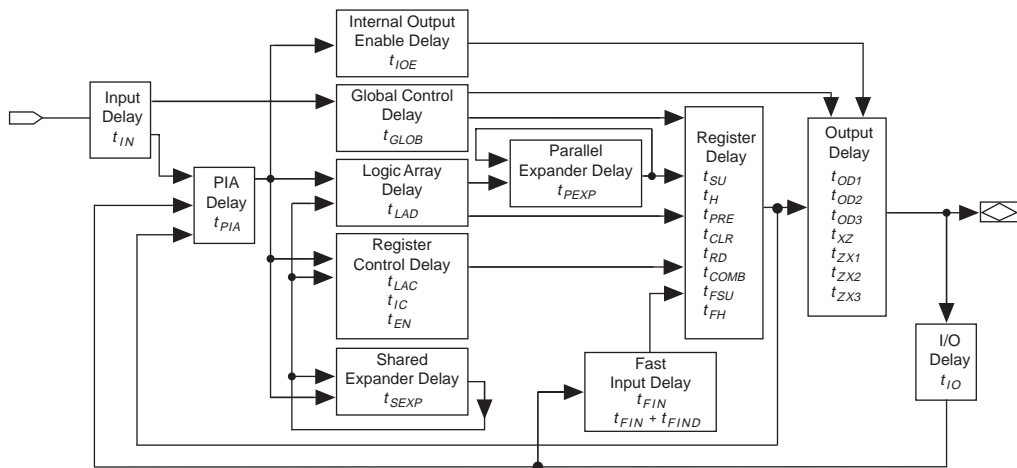 Internal Output
Enable Delay
tIOE
Input
Delay
tIN
Global Control
Delay
tGLOB
PIA
Delay
tPIA
Logic Array
Delay
tLAD
Parallel
Expander Delay
tPEXP
Register
Control Delay
tLAC
tIC
tEN
Shared
Expander Delay
tSEXP
Fast
Input Delay
tFIN
tFIN + tFIND
Register
Delay
tSU
tH
tPRE
tCLR
tRD
tCOMB
tFSU
tFH
Output
Delay
tOD1
tOD2
tOD3
tXZ
tZX1
tZX2
tZX3
I/O
Delay
tIO